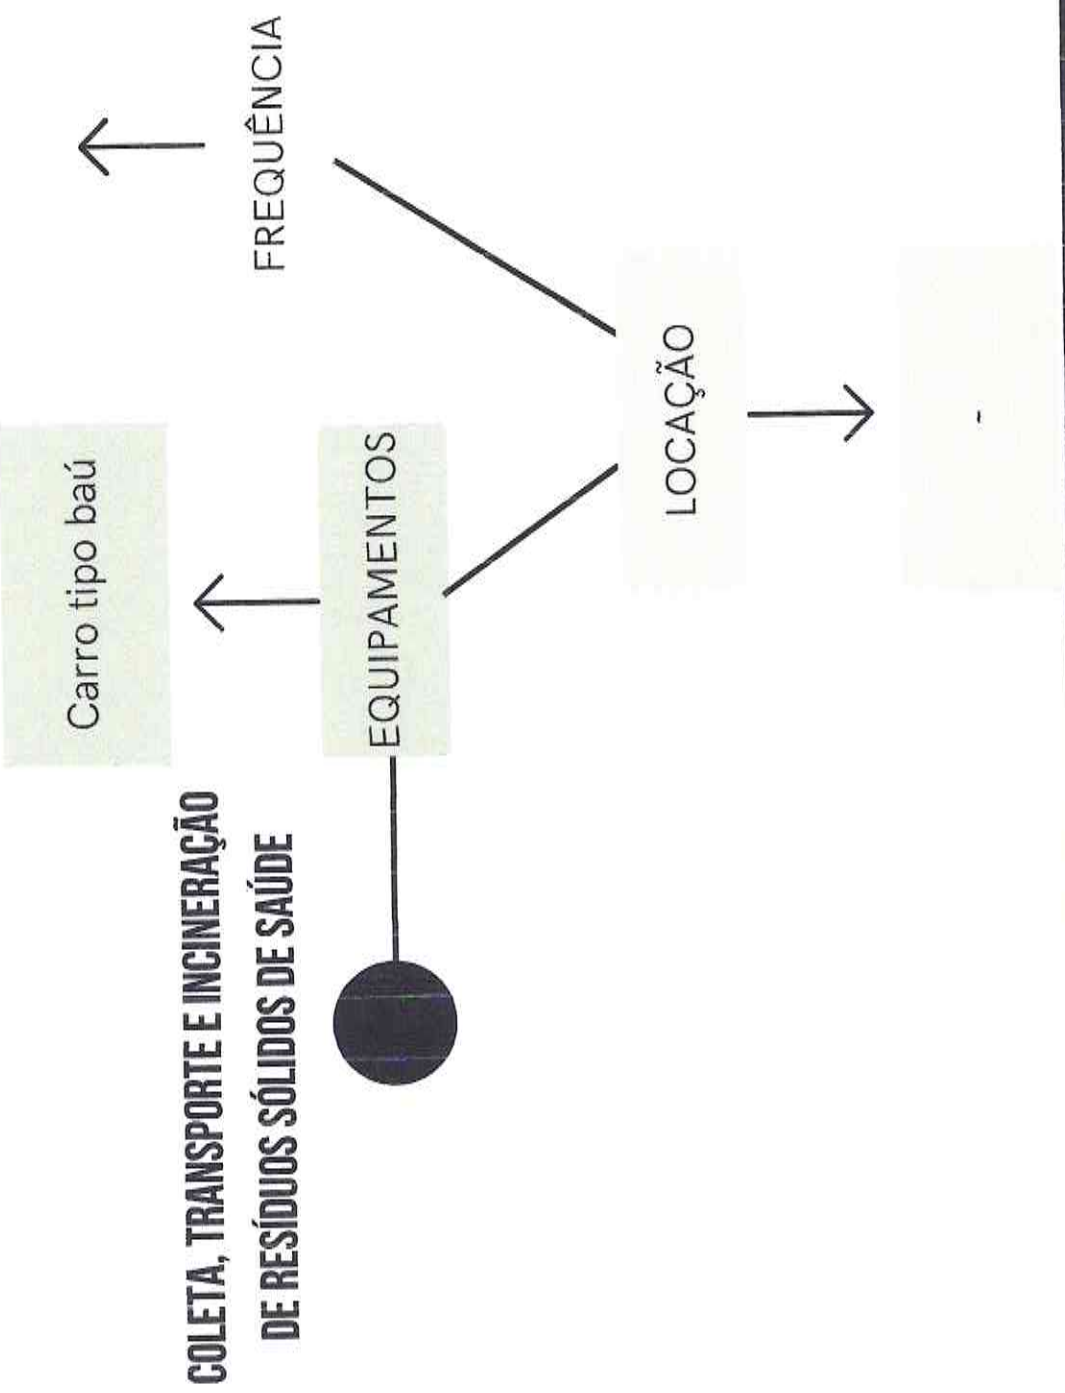 COLETA, TRANSPORTE E INCINERAÇÃO
DE RESÍDUOS SÓLIDOS DE SAÚDE
Carro tipo baú
EQUIPAMENTOS
LOCAÇÃO
-
FREQUÊNCIA